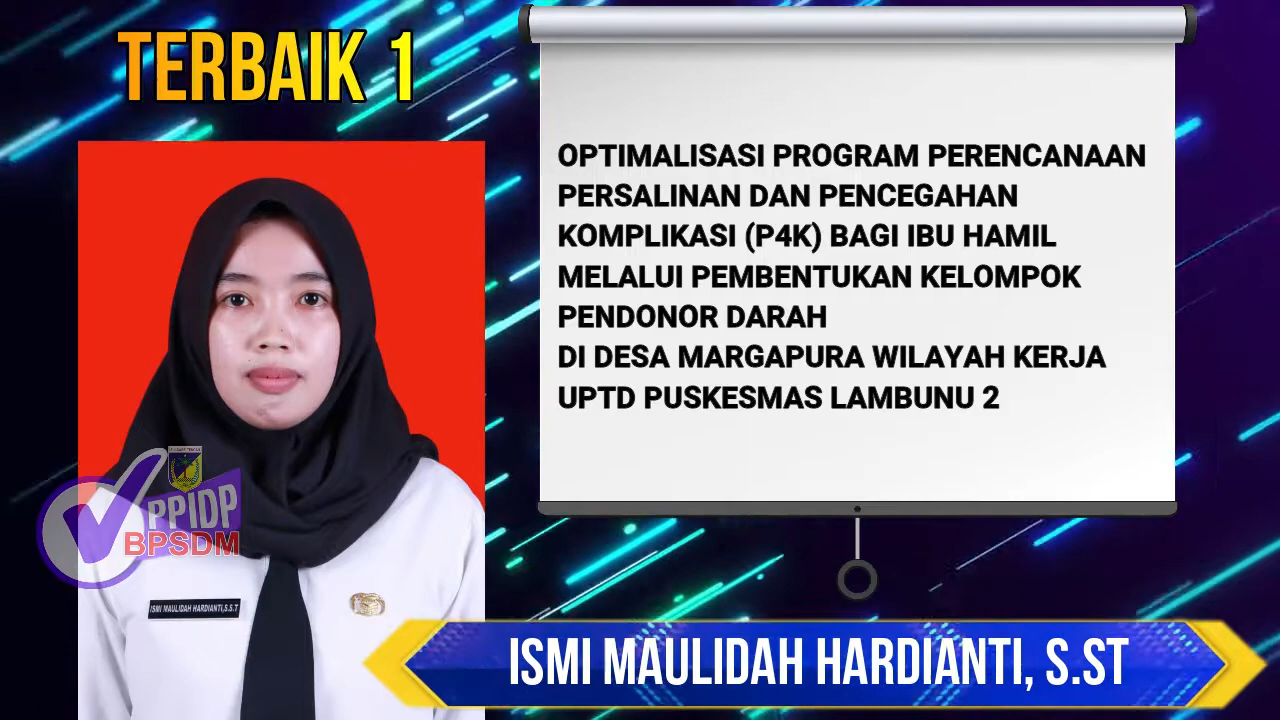 TERBAIK 1
OPTIMALISASI PROGRAM PERENCANAAN
PERSALINAN DAN PENCEGAHAN
KOMPLIKASI (P4K) BAGI IBU HAMIL
MELALUI PEMBENTUKAN KELOMPOK
PENDONOR DARAH
DI DESA MARGAPURA WILAYAH KERJA
UPTD PUSKESMAS LAMBUNU 2
PPIDP
BPSDM
ISMI MAULIDAH HARDIANTI,S.S.T
ISMI MAULIDAH HARDIANTI, S.ST